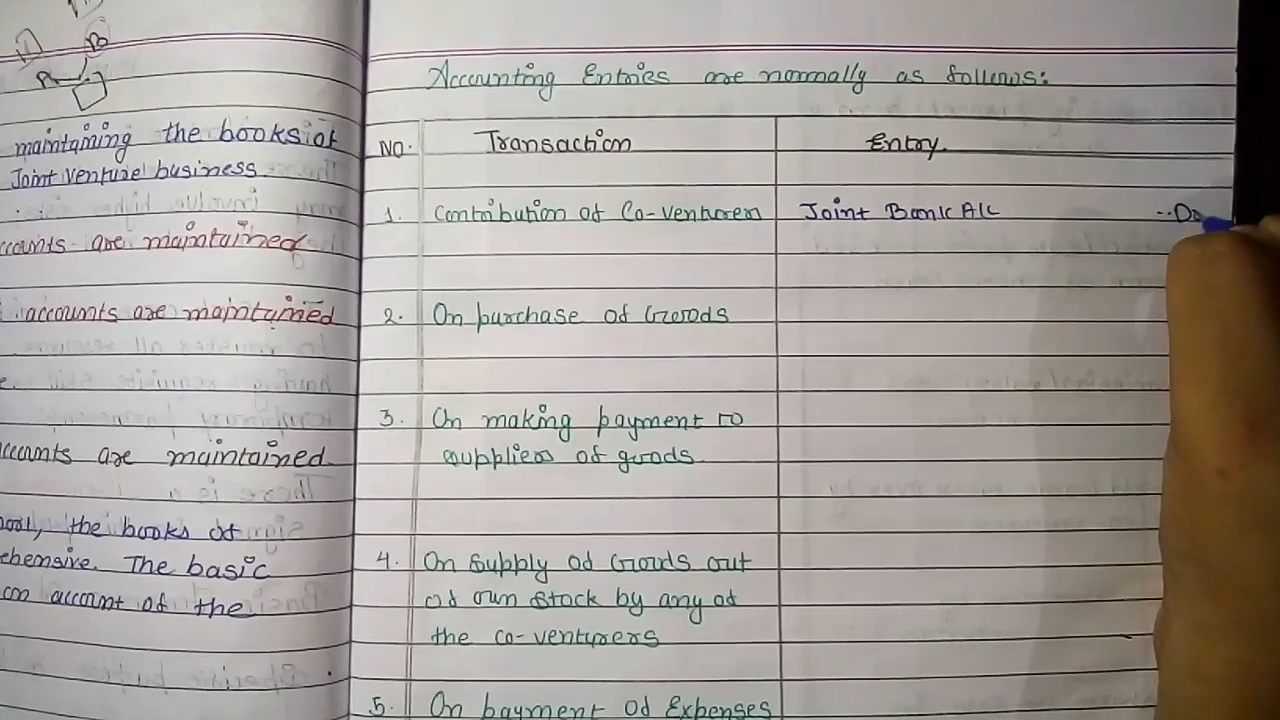 B
A
maintaining the books of
Joint venture business
accounts are maintained
accounts are maintained
accounts are maintained
the books of
The basic
on account of the
Accounting Entries are normally as follows:
No. Transaction Entry.
1. Contribution of Co-venturers Joint Bank A/c --Dr
2. On purchase of Goods
3. On making payment to
suppliers of goods
4. On Supply of Goods out
of own Stock by any of
the co-venturers
5. On payment of Expenses